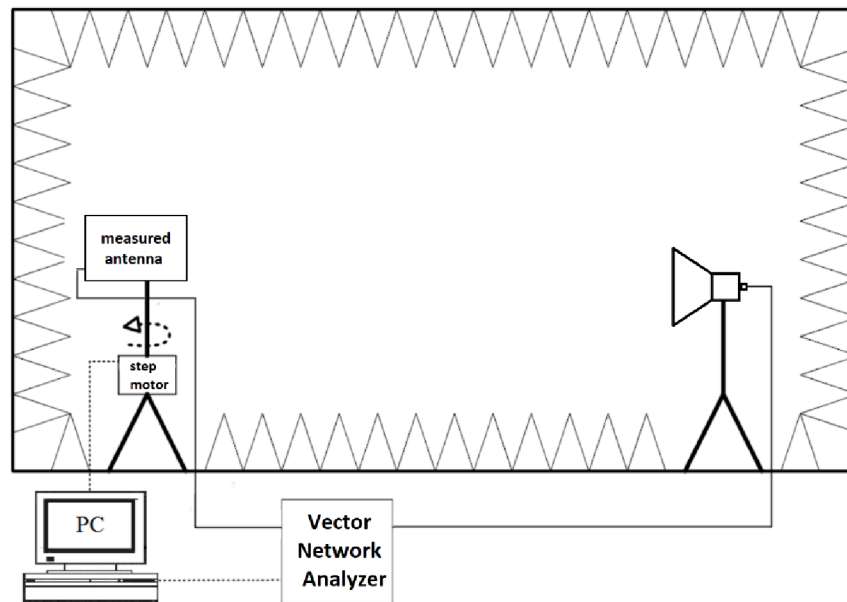 measured
antenna
step
motor
PC
Vector
Network
Analyzer